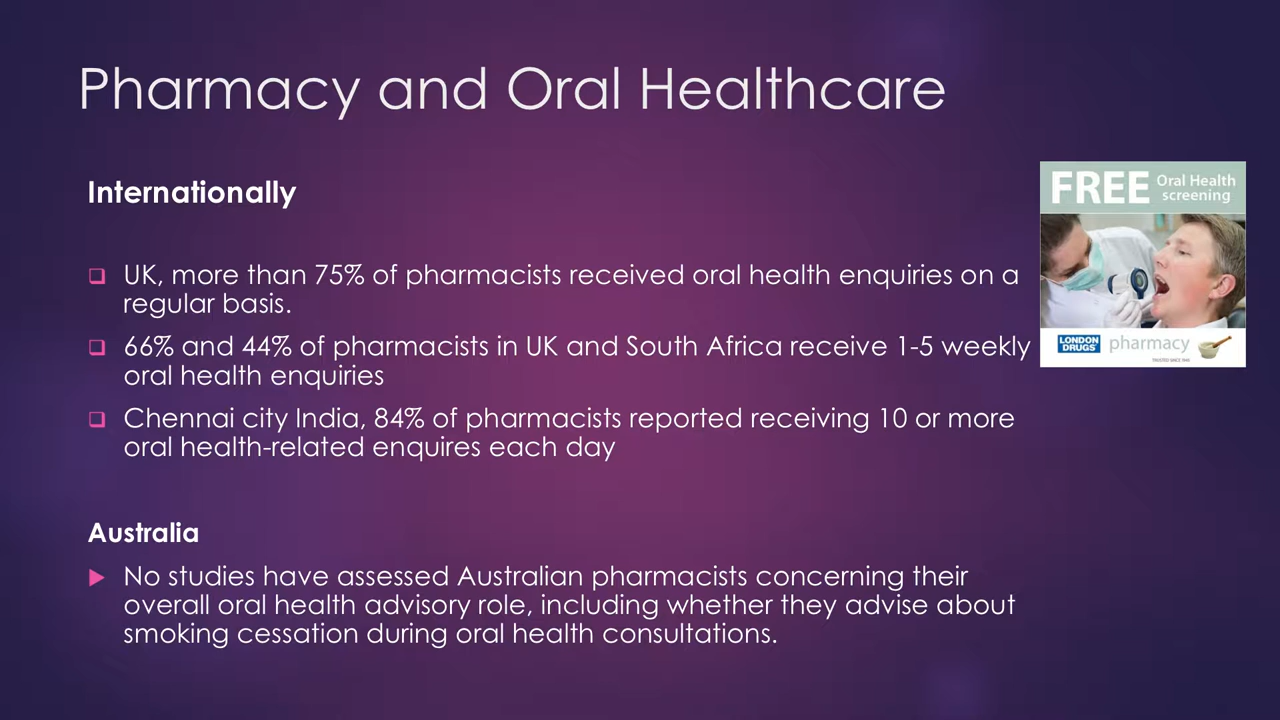 Pharmacy and Oral Healthcare
Internationally
UK, more than 75% of pharmacists received oral health enquiries on a
regular basis.
66% and 44% of pharmacists in UK and South Africa receive 1-5 weekly
oral health enquiries
Chennai city India, 84% of pharmacists reported receiving 10 or more
oral health-related enquires each day
Australia
No studies have assessed Australian pharmacists concerning their
overall oral health advisory role, including whether they advise about
smoking cessation during oral health consultations.
FREE Oral Health
screening
LONDON
DRUGS
pharmacy
TRUSTED SINCE 1945